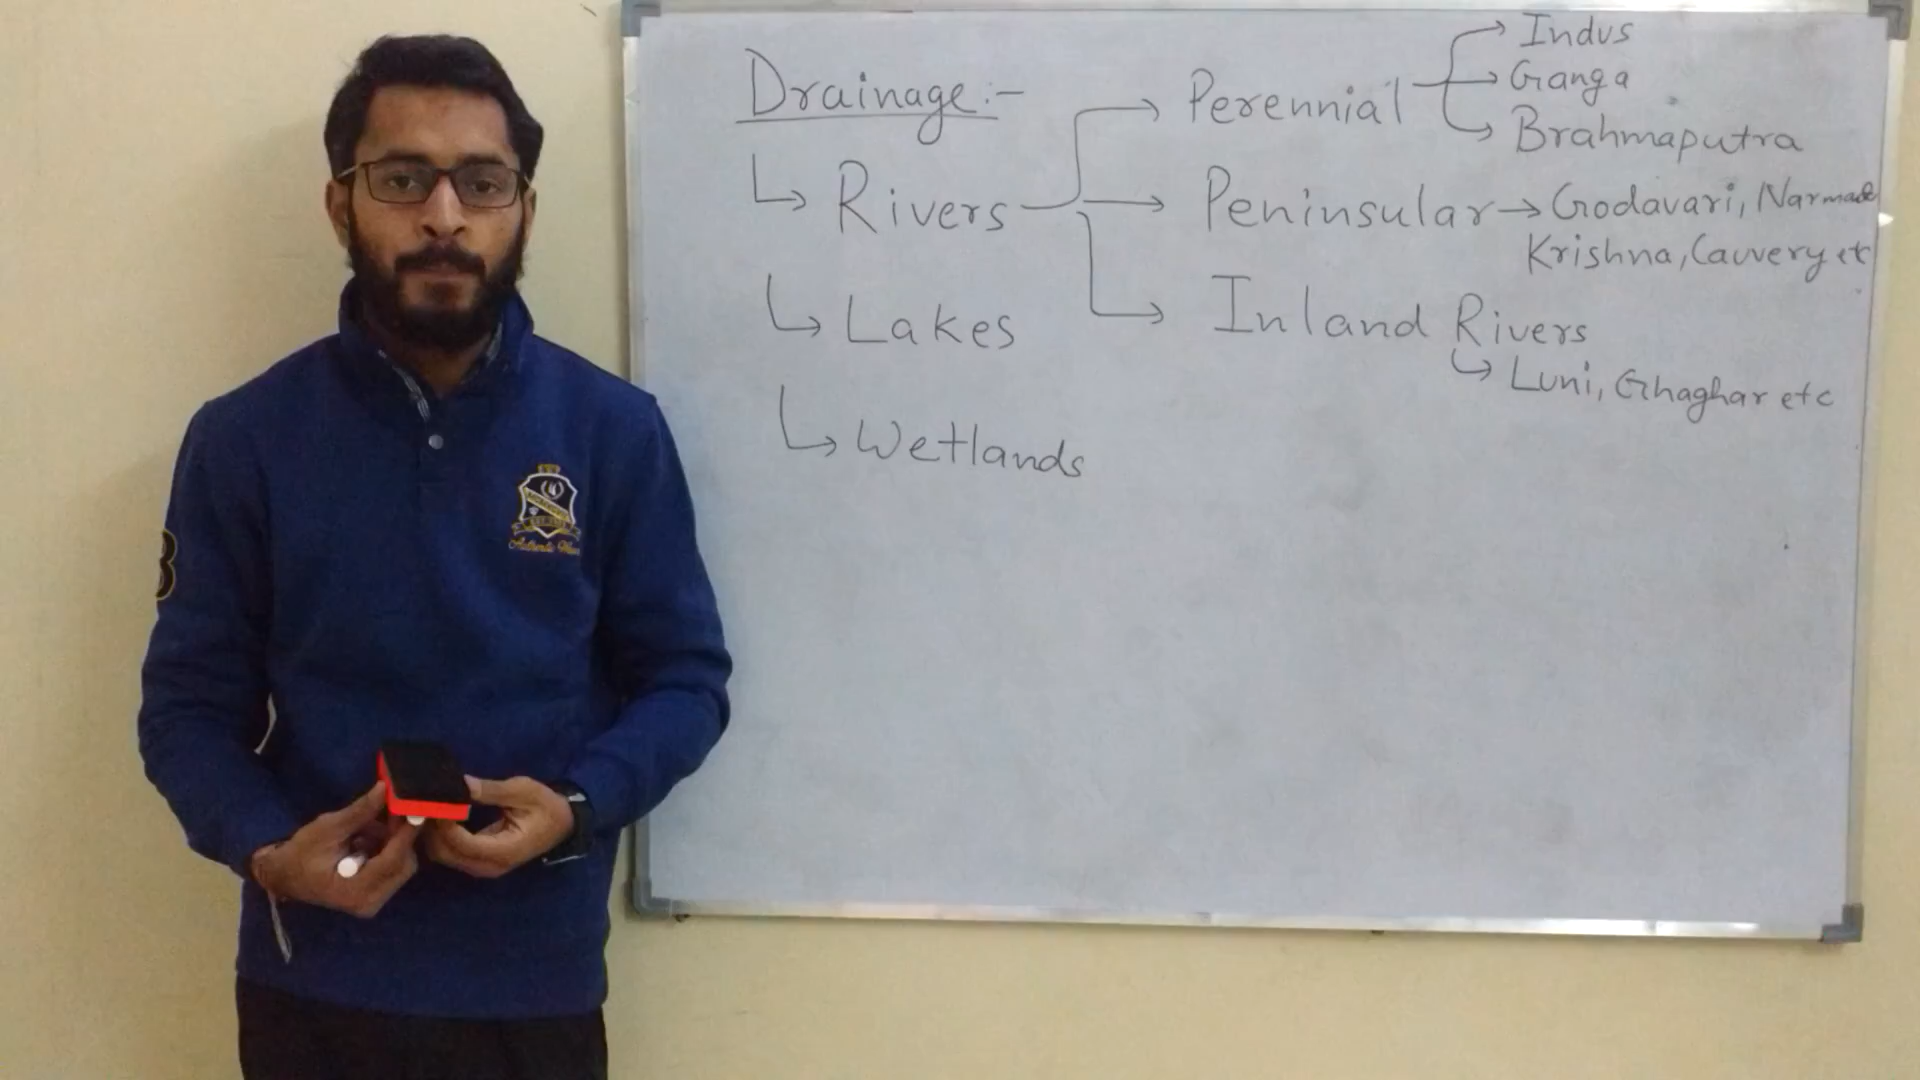 Drainage:-
Rivers
Lakes
Wetlands
Perennial
Indus
Ganga
Brahmaputra
Peninsular → Godavari, Narmada
Krishna, Cauvery etc
Inland Rivers
Luni, Ghaghar etc